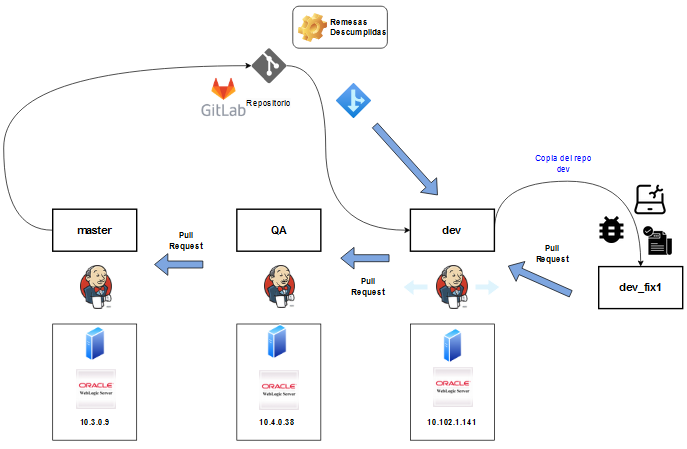 Remesas
Descumplidas
GitLab
Repositorio
Copia del repo
dev
master
Pull
Request
QA
Pull
Request
dev
Pull
Request
dev_fix1
ORACLE
WebLogic Server
10.3.0.9
ORACLE
WebLogic Server
10.4.0.38
ORACLE
WebLogic Server
10.102.1.141